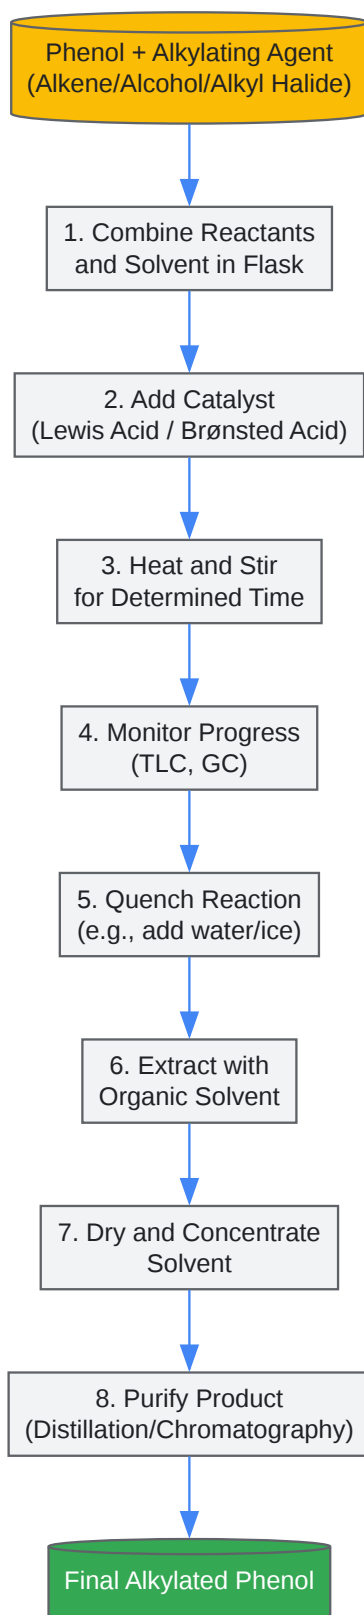 Phenol + Alkylating Agent
(Alkene/Alcohol/Alkyl Halide)
1. Combine Reactants
and Solvent in Flask
2. Add Catalyst
(Lewis Acid / Brønsted Acid)
3. Heat and Stir
for Determined Time
4. Monitor Progress
(TLC, GC)
5. Quench Reaction
(e.g., add water/ice)
6. Extract with
Organic Solvent
7. Dry and Concentrate
Solvent
8. Purify Product
(Distillation/Chromatography)
Final Alkylated Phenol